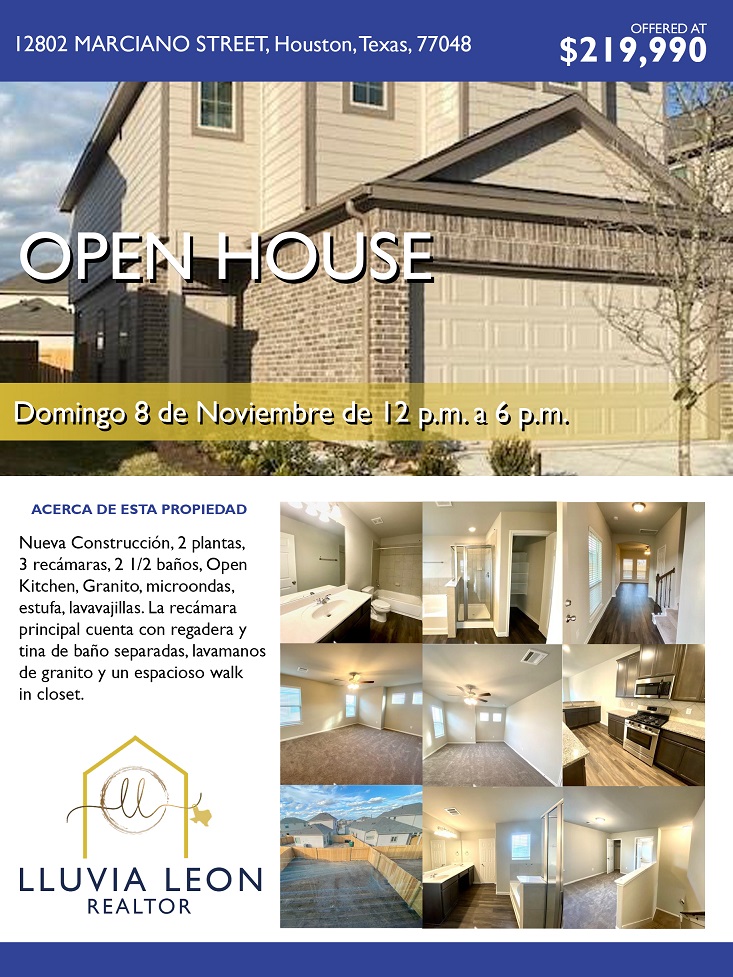 12802 MARCIANO STREET, Houston, Texas, 77048
OFFERED AT
$219,990
OPEN HOUSE
Domingo 8 de Noviembre de 12 p.m. a 6 p.m.
ACERCA DE ESTA PROPIEDAD
Nueva Construcción, 2 plantas,
3 recámaras, 2 1/2 baños, Open
Kitchen, Granito, microondas,
estufa, lavavajillas. La recámara
principal cuenta con regadera y
tina de baño separadas, lavamanos
de granito y un espacioso walk
in closet.
ll
LLUVIA LEON
REALTOR